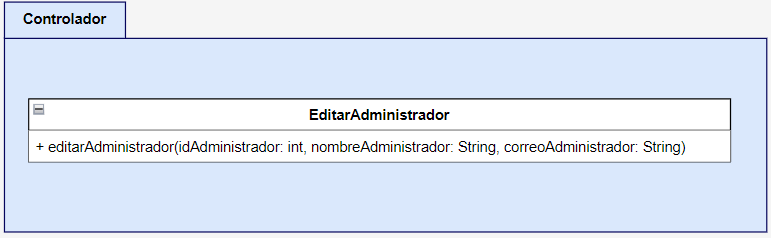 Controlador
EditarAdministrador
+ editarAdministrador(idAdministrador: int, nombreAdministrador: String, correoAdministrador: String)